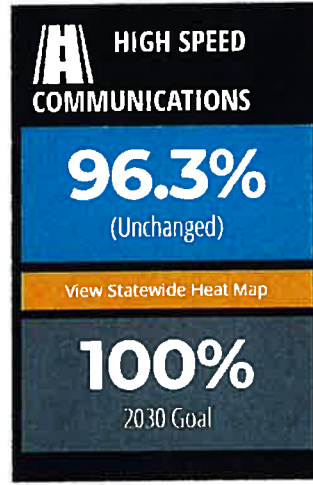 HIGH SPEED
COMMUNICATIONS
96.3%
(Unchanged)
View Statewide Heat Map
100%
2030 Goal